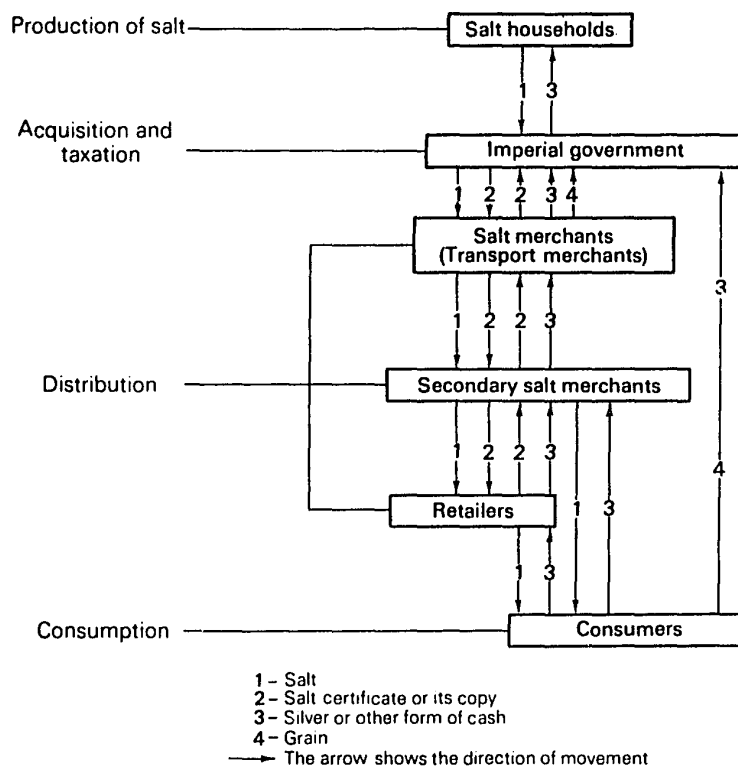 Production of salt
Salt households
1 3
Acquisition and
taxation
Imperial government
1 2 2 3 4
Salt merchants
(Transport merchants)
3
1 2 2 3
Distribution
Secondary salt merchants
1 2 2 3
4
Retailers
1 3
1 3
Consumption
Consumers
1 – Salt
2 – Salt certificate or its copy
3 – Silver or other form of cash
4 – Grain
The arrow shows the direction of movement